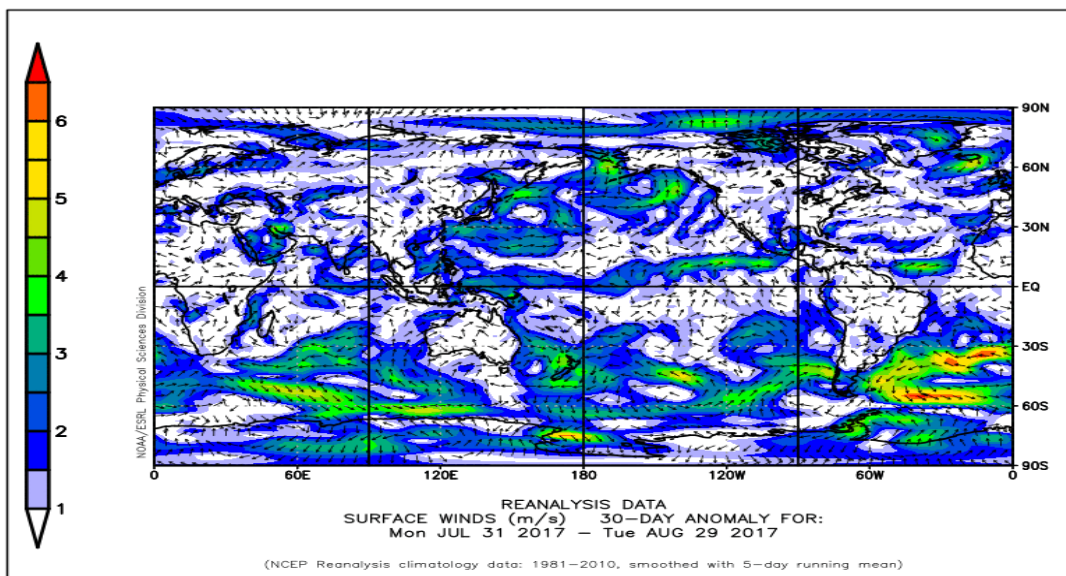 6
5
4
3
2
1
NOAA/ESRL Physical Sciences Division
90N
60N
30N
EQ
30S
60S
90S
0 60E 120E 180 120W 60W 0
REANALYSIS DATA
SURFACE WINDS (m/s) 30-DAY ANOMALY FOR:
Mon JUL 31 2017 - Tue AUG 29 2017
(NCEP Reanalysis climatology data: 1981-2010, smoothed with 5-day running mean)